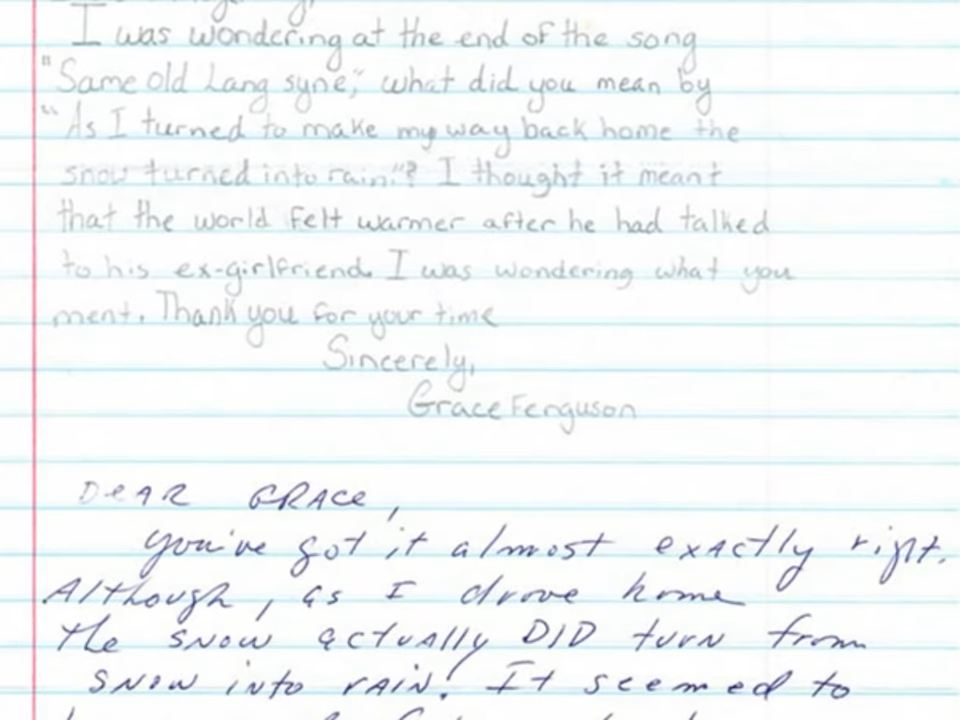 I was wondering at the end of the song
"Same old Lang syne," what did you mean by
"As I turned to make my way back home the
snow turned into rain."? I thought it meant
that the world felt warmer after he had talked
to his ex-girlfriend. I was wondering what you
ment. Thank you for your time
Sincerely,
Grace Ferguson
DEAR GRACE,
you've got it almost exActly right.
Although, as I drove home
the snow actuAlly DID turn from
snow into rAin! It seemed to